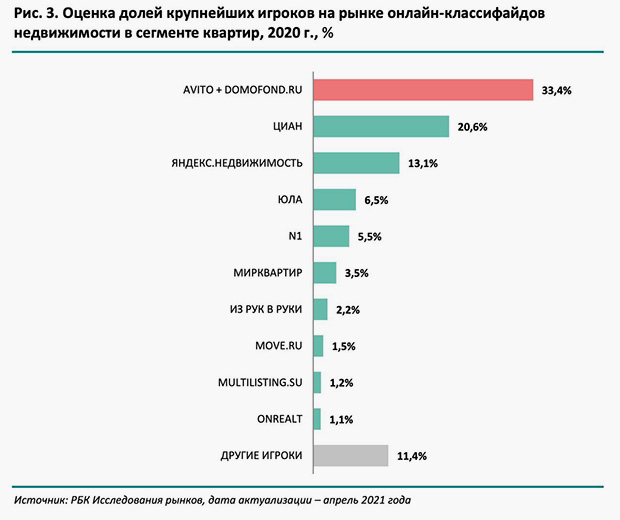 Рис. 3. Оценка долей крупнейших игроков на рынке онлайн-классифайдов
недвижимости в сегменте квартир, 2020 г., %
AVITO + DOMOFOND.RU 33,4%
ЦИАН 20,6%
ЯНДЕКС.НЕДВИЖИМОСТЬ 13,1%
ЮЛА 6,5%
N1 5,5%
МИРКВАРТИР 3,5%
ИЗ РУК В РУКИ 2,2%
MOVE.RU 1,5%
MULTILISTING.SU 1,2%
ONREALT 1,1%
ДРУГИЕ ИГРОКИ 11,4%
Источник: РБК Исследования рынков, дата актуализации – апрель 2021 года